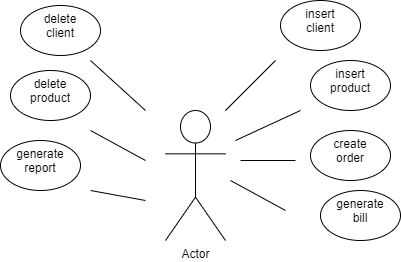 delete
client
insert
client
delete
product
insert
product
generate
report
create
order
generate
bill
Actor